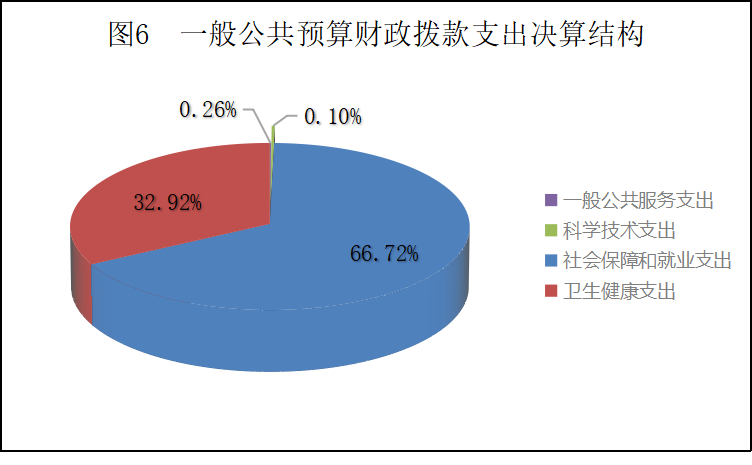 图6 一般公共预算财政拨款支出决算结构
0.26%
0.10%
32.92%
66.72%
一般公共服务支出
科学技术支出
社会保障和就业支出
卫生健康支出